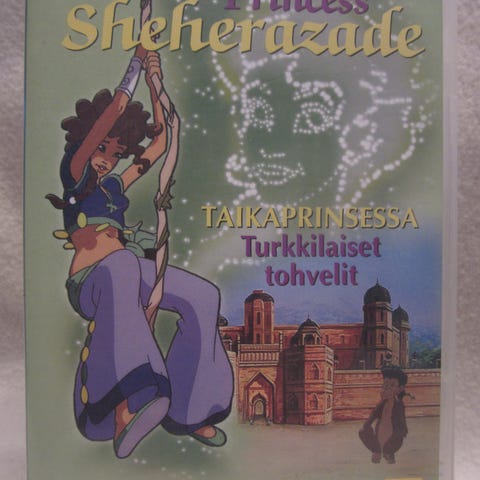 Princess
Sheherazade
TAIKAPRINSESSA
Turkkilaiset
tohvelit